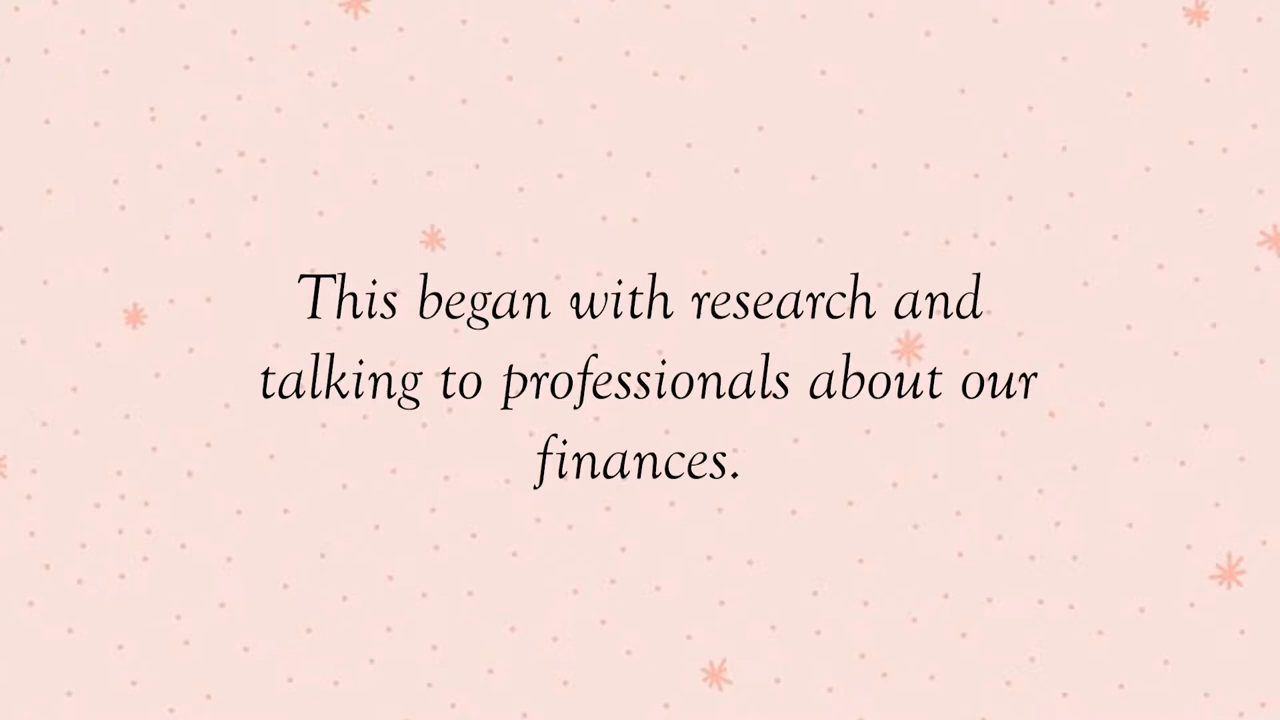 This began with research and
talking to professionals about our
finances.